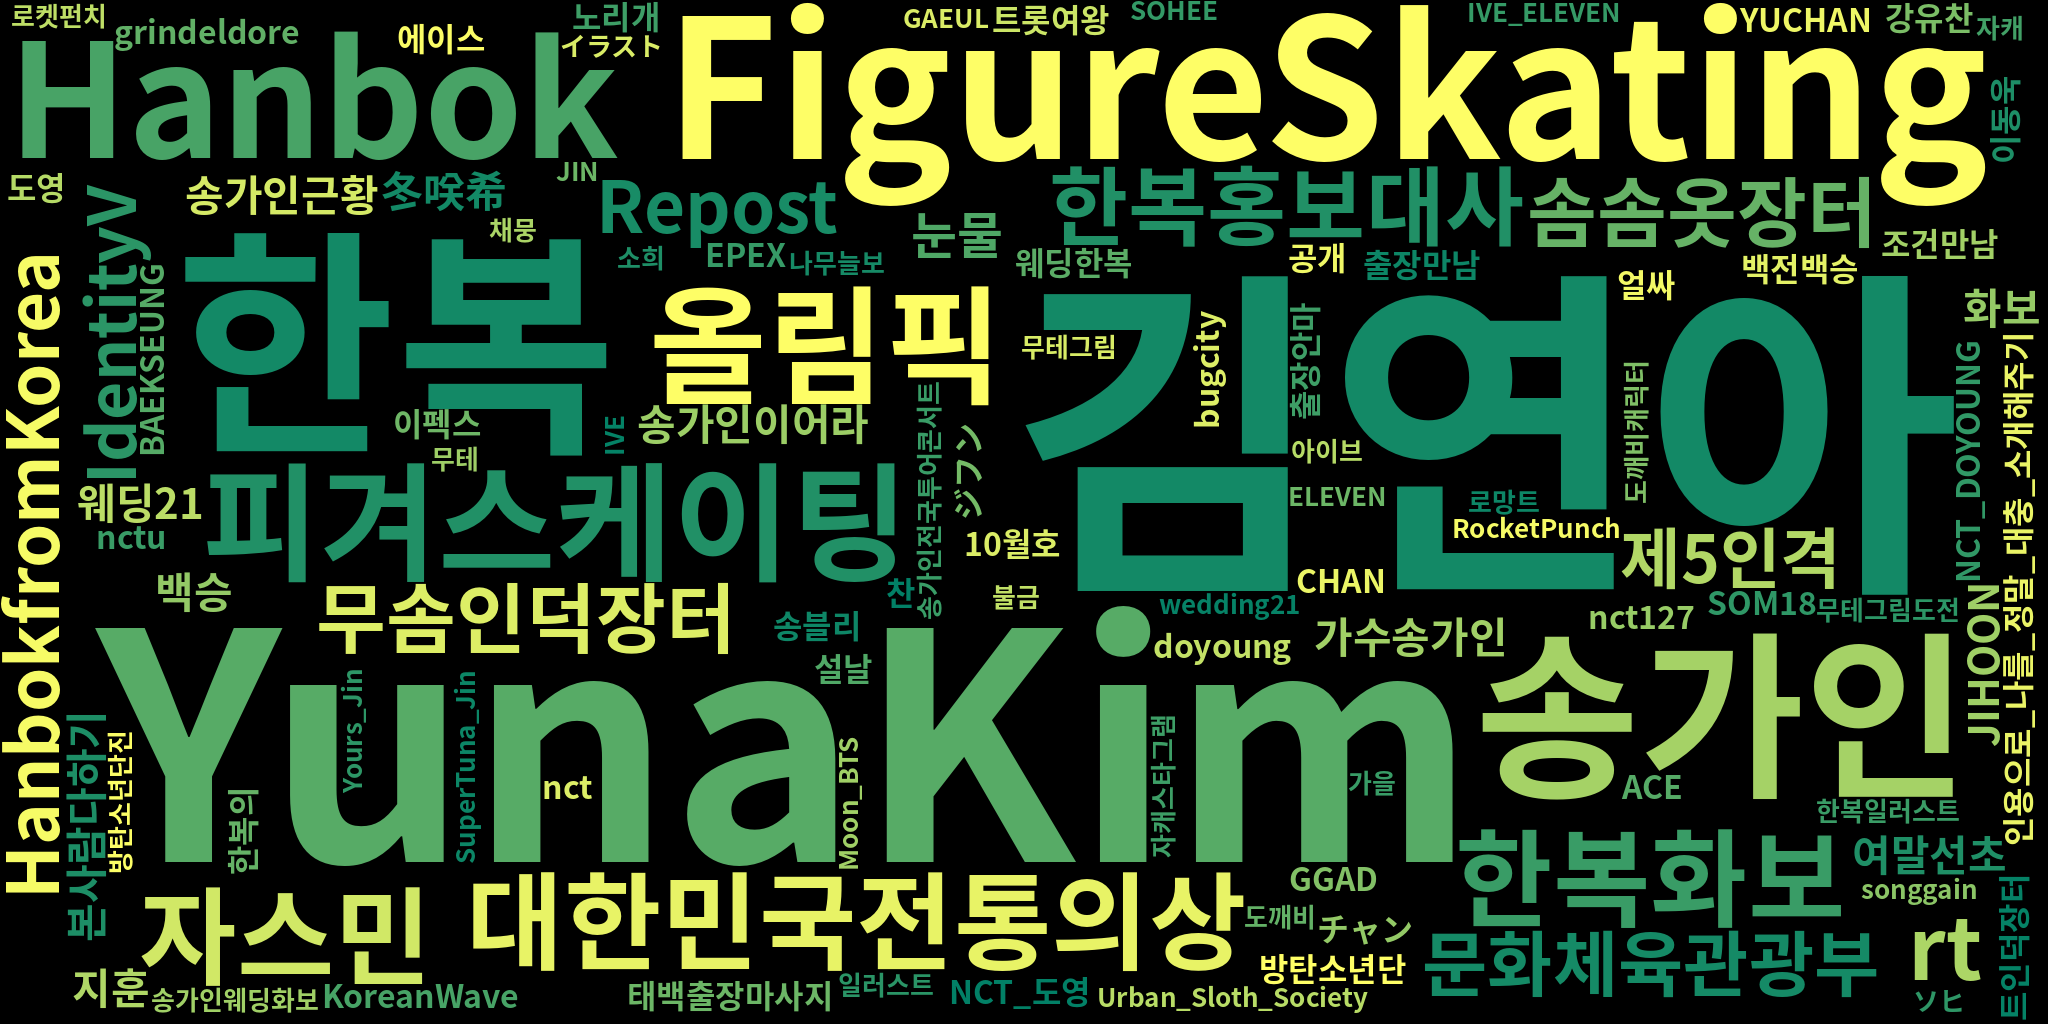 로켓펀치
grindeldore
에이스
노리개
イラスト
GAEUL
트롯여왕
SOHEE
IVE_ELEVEN
YUCHAN
강유찬
자캐
Hanbok
FigureSkating
이동욱
도영
송가인근황
冬咲希
JIN
Repost
한복홍보대사
솜솜옷장터
IdentityV
채뭉
소희
EPEX
나무늘보
눈물
웨딩한복
공개
출장만남
얼싸
백전백승
조건만남
HanbokfromKorea
BAEKSEUNG
한복
올림픽
김연아
무테그림
bugcity
출장안마
도깨비캐릭터
화보
NCT_DOYOUNG
인용으로_나를_정말_대충_소개해주기
이펙스
무테
IVE
송가인이어라
송가인전국투어콘서트
ジフン
아이브
ELEVEN
로망트
RocketPunch
웨딩21
nctu
피겨스케이팅
10월호
제5인격
백승
무솜인덕장터
찬
불금
CHAN
wedding21
nct127
SOM18
무테그림도전
JIHOON
송블리
설날
doyoung
가수송가인
YunaKim
송가인
본사람다하기
방탄소년단진
한복의
Yours_Jin
SuperTuna_Jin
nct
Moon_BTS
자캐스타그램
가을
ACE
한복일러스트
자스민
대한민국전통의상
GGAD
한복화보
여말선초
songgain
도깨비
チャン
문화체육관광부
rt
트인덕장터
지훈
송가인웨딩화보
KoreanWave
태백출장마사지
일러스트
NCT_도영
방탄소년단
Urban_Sloth_Society
ソヒ